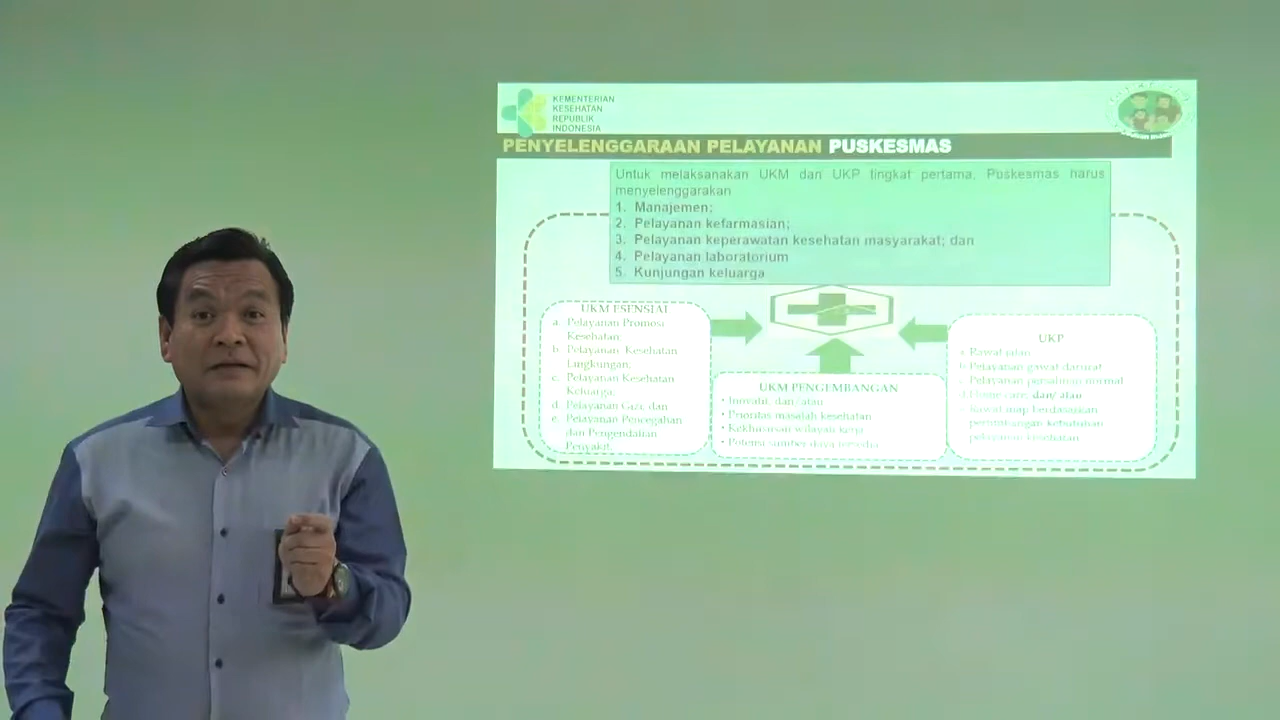 KEMENTERIAN
KESEHATAN
REPUBLIK
INDONESIA
PENYELENGGARAAN PELAYANAN PUSKESMAS
Untuk melaksanakan UKM dan UKP tingkat pertama, Puskesmas harus
menyelenggarakan
1. Manajemen;
2. Pelayanan kefarmasian;
3. Pelayanan keperawatan kesehatan masyarakat; dan
4. Pelayanan laboratorium
5. Kunjungan keluarga
UKM ESENSIAL
a. Pelayanan Promosi
Kesehatan
b. Pelayanan Kesehatan
Lingkungan;
c. Pelayanan Kesehatan
Keluarga;
d. Pelayanan Gizi; dan
e. Pelayanan Pencegahan
dan Pengendalian
Penyakit.
UKM PENGEMBANGAN
• Inovatif, dan/atau
• Prioritas masalah kesehatan
• Kekhususan wilayah kerja
• Potensi sumber daya tersedia
UKP
a Rawat jalan
b Pelayanan gawat darurat
c Pelayanan persalinan normal
d Home care; dan/ atau
Rawat inap berdasarkan
pertimbangan kebutuhan
pelayanan kesehatan